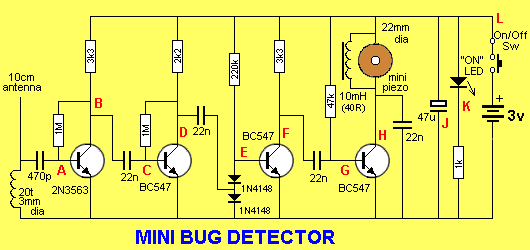 L
22mm
dia
On/Off
Sw
3k3
2k2
220k
3k3
"ON"
LED
10cm
antenna
mini
piezo
10mH
(40R)
47k
B
D
K
+
3v
1M
1M
22n
BC547
F
47u
J
H
22n
A
C
E
G
470p
2N3563
22n
BC547
1N4148
22n
BC547
1k
20t
3mm
dia
1N4148
MINI BUG DETECTOR